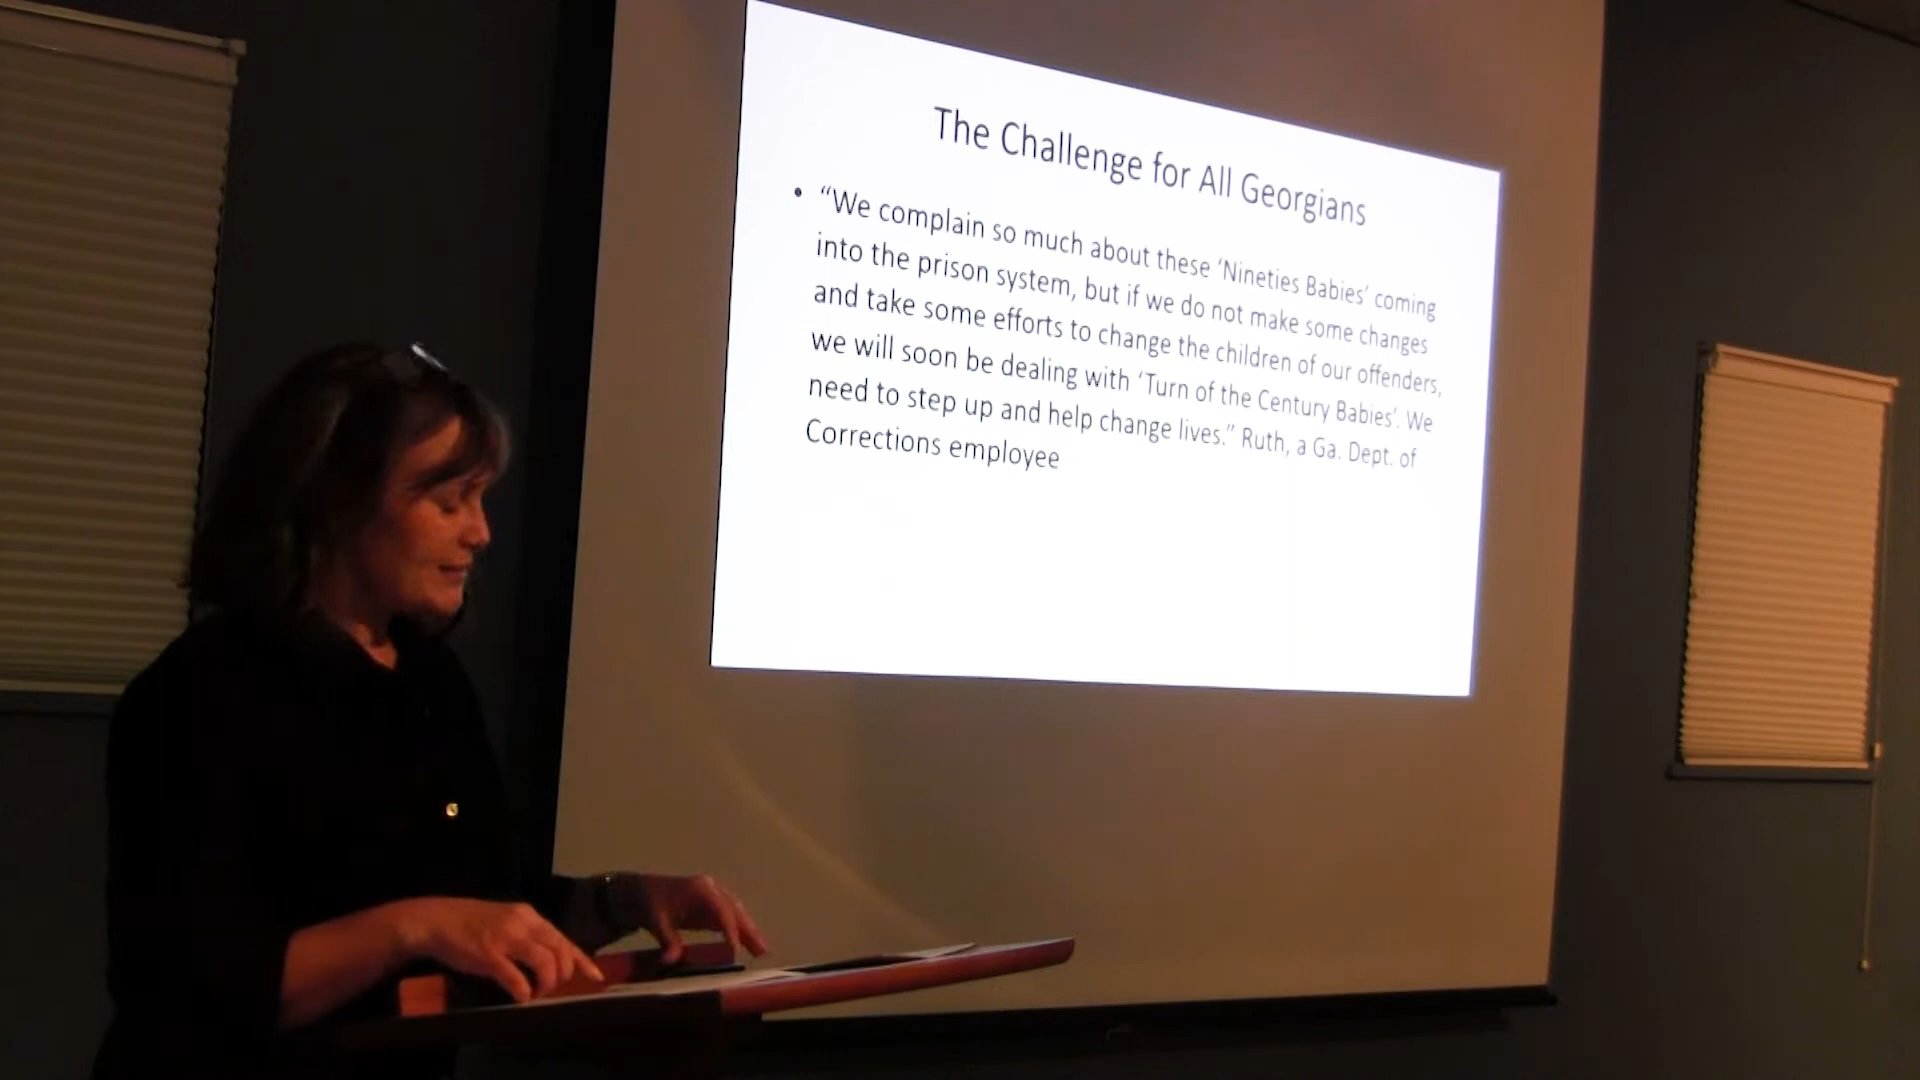 The Challenge for All Georgians
• “We complain so much about these ‘Nineties Babies’ coming
into the prison system, but if we do not make some changes
and take some efforts to change the children of our offenders,
we will soon be dealing with ‘Turn of the Century Babies’. We
need to step up and help change lives.” Ruth, a Ga. Dept. of
Corrections employee